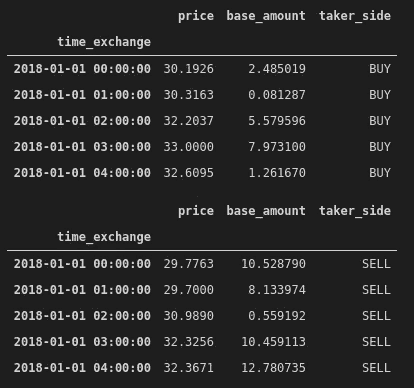 price base_amount taker_side
time_exchange
2018-01-01 00:00:00 30.1926 2.485019 BUY
2018-01-01 01:00:00 30.3163 0.081287 BUY
2018-01-01 02:00:00 32.2037 5.579596 BUY
2018-01-01 03:00:00 33.0000 7.973100 BUY
2018-01-01 04:00:00 32.6095 1.261670 BUY
price base_amount taker_side
time_exchange
2018-01-01 00:00:00 29.7763 10.528790 SELL
2018-01-01 01:00:00 29.7000 8.133974 SELL
2018-01-01 02:00:00 30.9890 0.559192 SELL
2018-01-01 03:00:00 32.3256 10.459113 SELL
2018-01-01 04:00:00 32.3671 12.780735 SELL